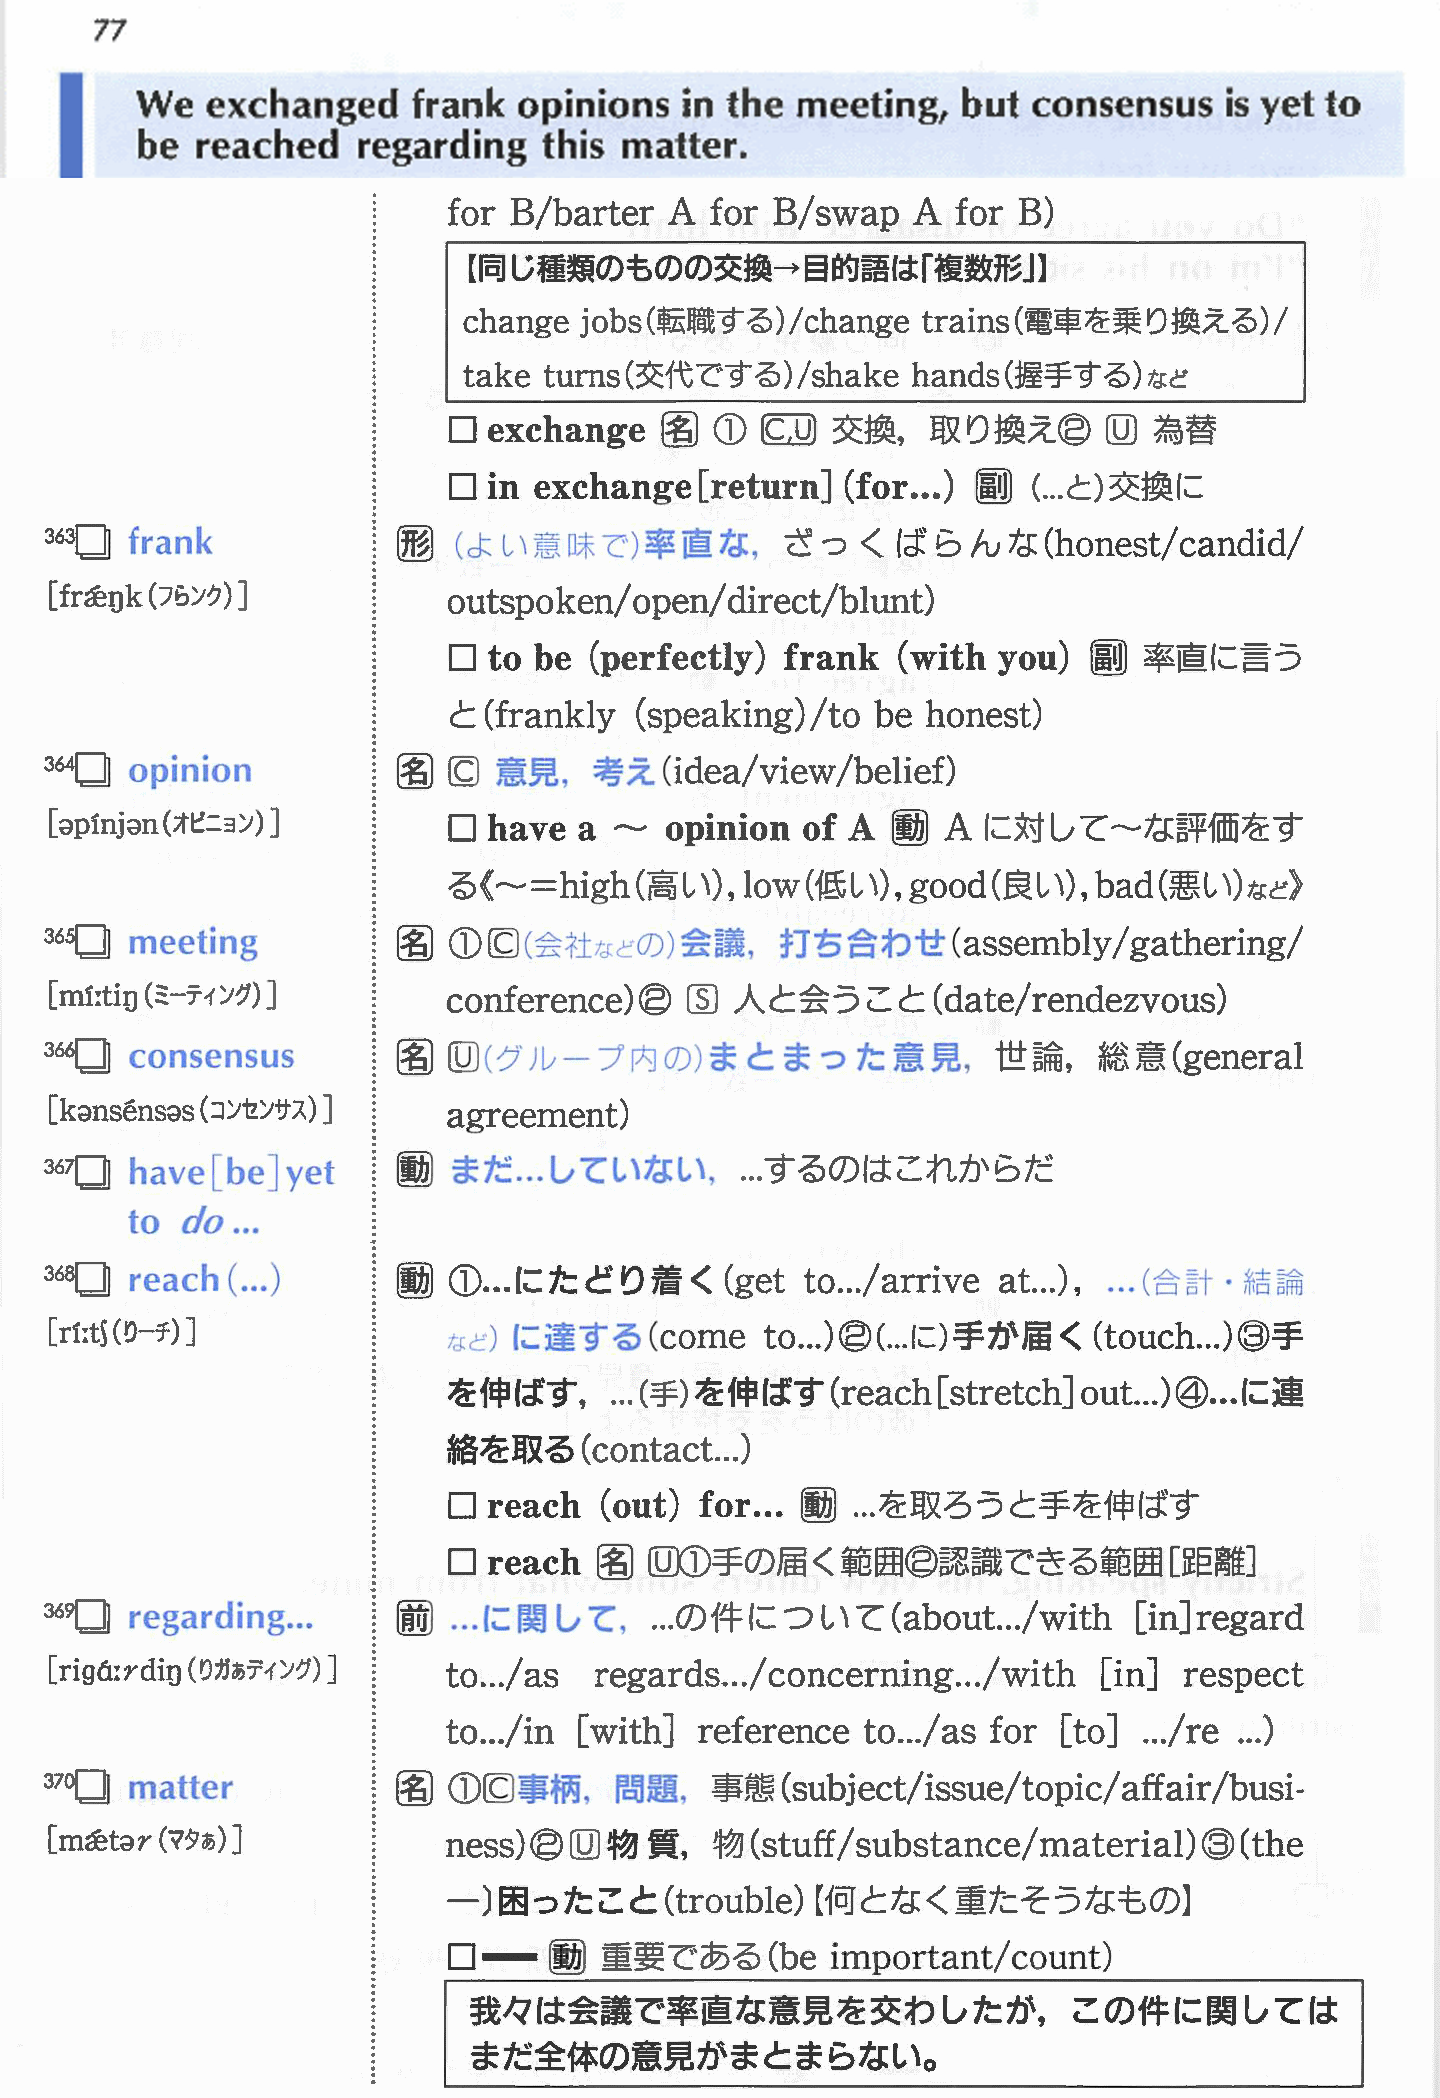 77
We exchanged frank opinions in the meeting, but consensus is yet to
be reached regarding this matter.
for B/barter A for B/swap A for B)
【同じ種類のものの交換→目的語は「複数形」】
change jobs(転職する)/change trains(電車を乗り換える)/
take turns(交代でする)/shake hands(握手する)など
□ exchange 名 ① C,U 交換，取り換え② U 為替
□ in exchange[return] (for...) 副 (...と)交換に
363 frank 形 (よい意味で)率直な，ざっくばらんな(honest/candid/
[frǽŋk(フらンク)] outspoken/open/direct/blunt)
□ to be (perfectly) frank (with you) 副 率直に言う
と(frankly (speaking)/to be honest)
364 opinion 名 C 意見，考え(idea/view/belief)
[əpínjən(オピニョン)] □ have a ～ opinion of A 動 A に対して～な評価をす
る《～=high(高い), low(低い), good(良い), bad(悪い)など》
365 meeting 名 ①C(会社などの)会議，打ち合わせ(assembly/gathering/
[míːtiŋ(ミーティング)] conference)② S 人と会うこと(date/rendezvous)
366 consensus 名 U(グループ内の)まとまった意見，世論，総意(general
[kənsénsəs(コンセンサス)] agreement)
367 have[be]yet 動 まだ...していない，...するのはこれからだ
to do...
368 reach(...) 動 ①...にたどり着く(get to.../arrive at...)，...(合計・結論
[ríːtʃ(リーチ)] など)に達する(come to...)②(...に)手が届く(touch...)③手
を伸ばす，...(手)を伸ばす(reach[stretch]out...)④...に連
絡を取る(contact...)
□ reach (out) for... 動 ...を取ろうと手を伸ばす
□ reach 名 U①手の届く範囲②認識できる範囲[距離]
369 regarding... 前 ...に関して，...の件について(about.../with [in]regard
[rigɑ́ːrdiŋ(りガぁディング)] to.../as regards.../concerning.../with [in] respect
to.../in [with] reference to.../as for [to] .../re ...)
370 matter 名 ①C事柄，問題，事態(subject/issue/topic/affair/busi-
[mǽtər(マタぁ)] ness)②U物質，物(stuff/substance/material)③(the
—)困ったこと(trouble)【何となく重たそうなもの】
□ — 動 重要である(be important/count)
我々は会議で率直な意見を交わしたが，この件に関しては
まだ全体の意見がまとまらない。